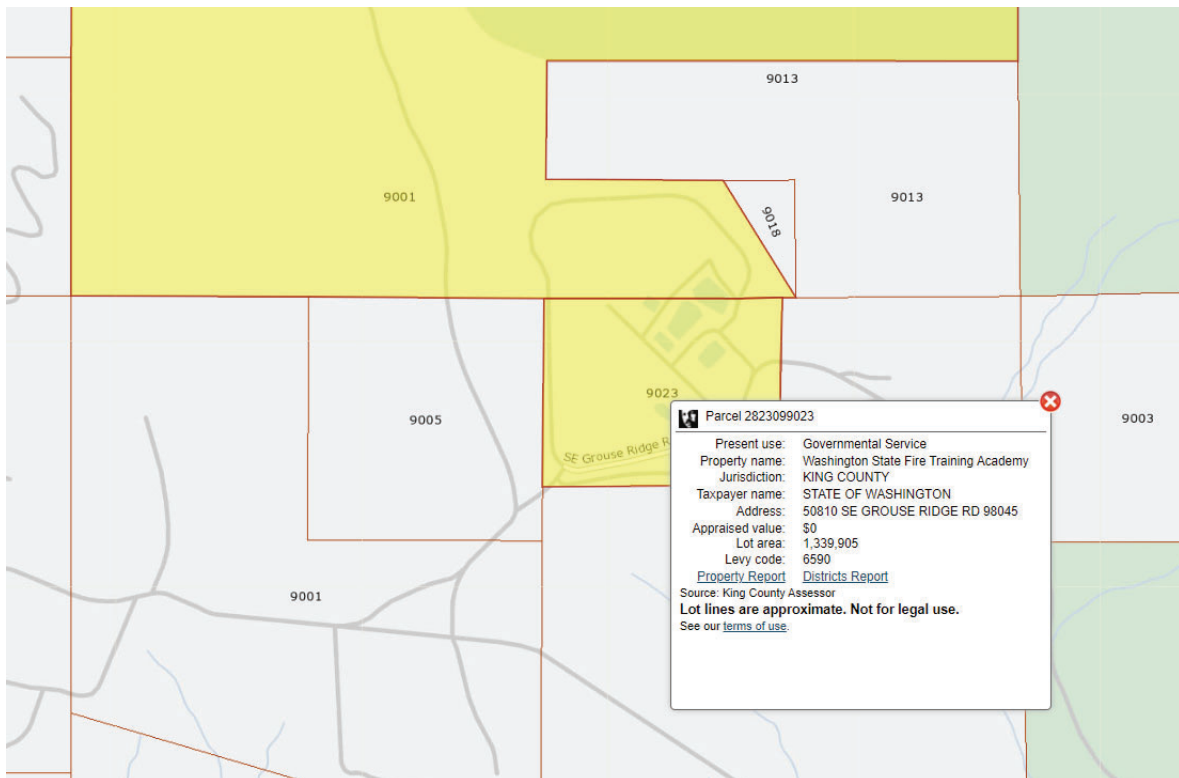 9013
9001
9013
9018
9023
9005
9003
SE Grouse Ridge R
Parcel 2823099023
Present use: Governmental Service
Property name: Washington State Fire Training Academy
Jurisdiction: KING COUNTY
Taxpayer name: STATE OF WASHINGTON
Address: 50810 SE GROUSE RIDGE RD 98045
Appraised value: $0
Lot area: 1,339,905
Levy code: 6590
Property Report Districts Report
Source: King County Assessor
Lot lines are approximate. Not for legal use.
See our terms of use.
9001